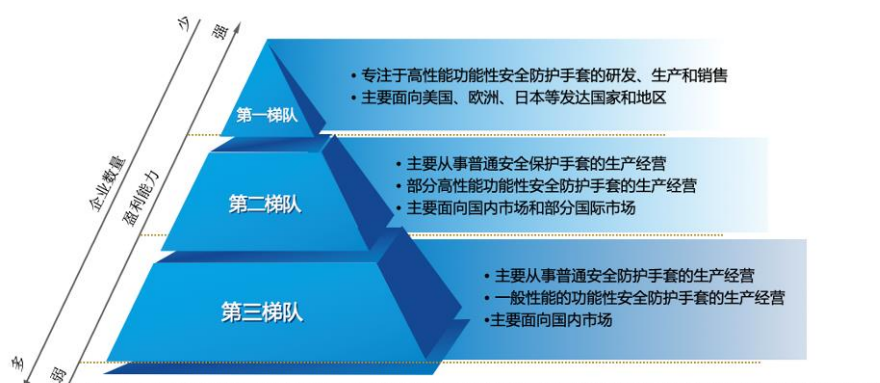 少
强
企业数量
盈利能力
多
弱
第一梯队
• 专注于高性能功能性安全防护手套的研发、生产和销售
• 主要面向美国、欧洲、日本等发达国家和地区
第二梯队
• 主要从事普通安全保护手套的生产经营
• 部分高性能功能性安全防护手套的生产经营
• 主要面向国内市场和部分国际市场
第三梯队
• 主要从事普通安全防护手套的生产经营
• 一般性能的功能性安全防护手套的生产经营
•主要面向国内市场